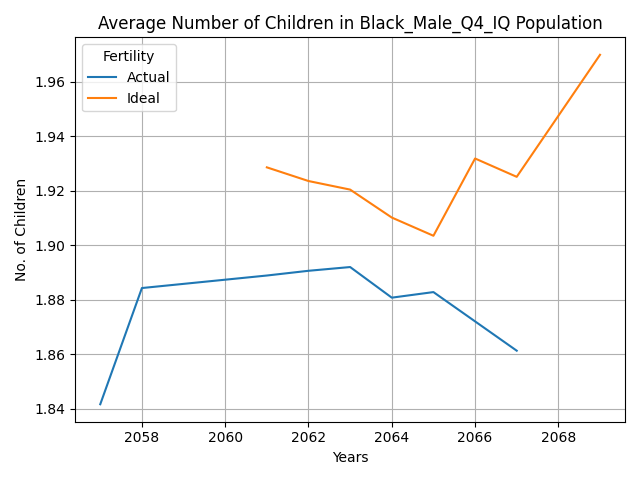 Average Number of Children in Black_Male_Q4_IQ Population
Fertility
Actual
Ideal
1.96
1.94
1.92
1.90
1.88
1.86
1.84
No. of Children
2058 2060 2062 2064 2066 2068
Years